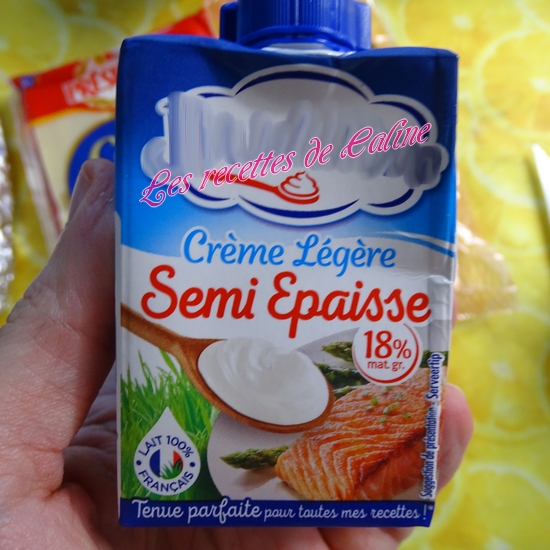 Les recettes de Caline
Crème Légère
Semi Epaisse
18%
mat. gr.
LAIT 100%
FRANÇAIS
Suggestion de présentation - Serveertip
Tenue parfaite pour toutes mes recettes !*